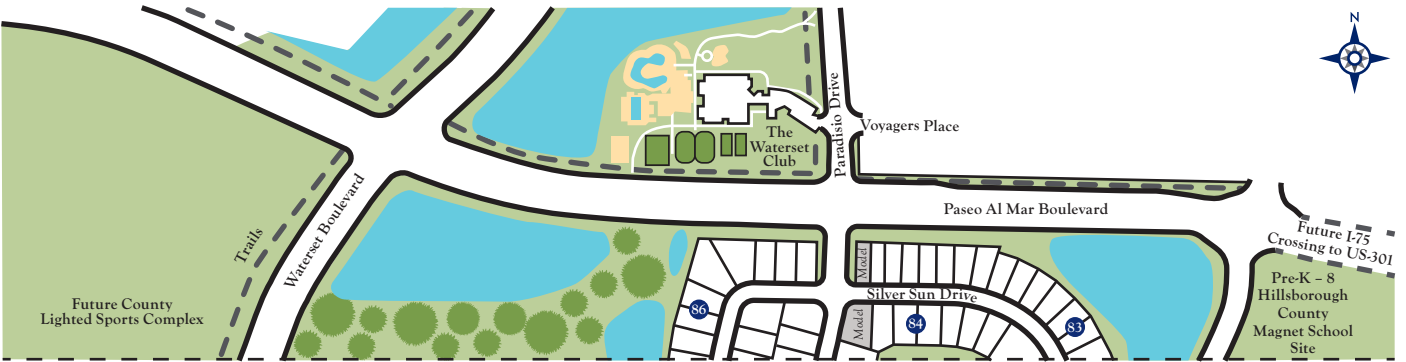 N
Paradisio Drive
Voyagers Place
The
Waterset
Club
Paseo Al Mar Boulevard
Trails
Waterset Boulevard
Future I-75
Crossing to US-301
Model
Silver Sun Drive
Model
86
84
83
Future County
Lighted Sports Complex
Pre-K – 8
Hillsborough
County
Magnet School
Site